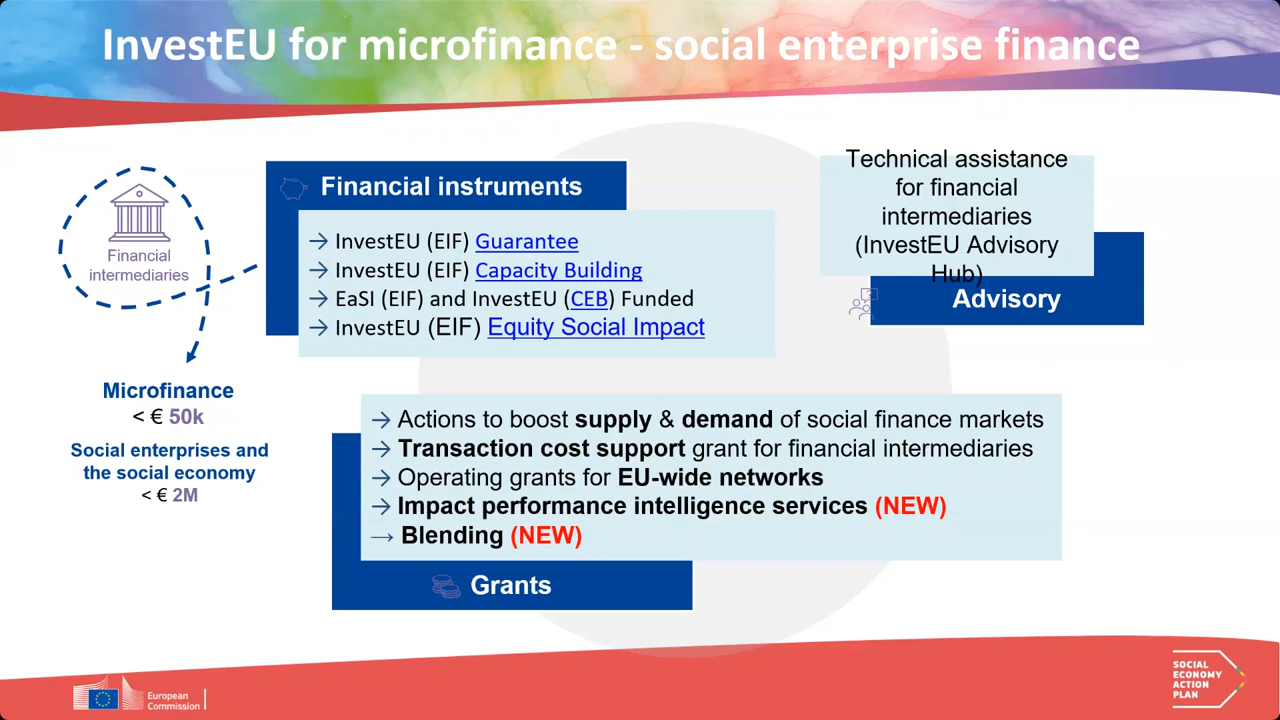 InvestEU for microfinance - social enterprise finance
Financial
intermediaries
Microfinance
< € 50k
Social enterprises and
the social economy
< € 2M
Financial instruments
→ InvestEU (EIF) Guarantee
→ InvestEU (EIF) Capacity Building
→ EaSI (EIF) and InvestEU (CEB) Funded
→ InvestEU (EIF) Equity Social Impact
Technical assistance
for financial
intermediaries
(InvestEU Advisory
Hub)
Advisory
→ Actions to boost supply & demand of social finance markets
→ Transaction cost support grant for financial intermediaries
→ Operating grants for EU-wide networks
→ Impact performance intelligence services (NEW)
→ Blending (NEW)
Grants
European
Commission
SOCIAL
ECONOMY
ACTION
PLAN